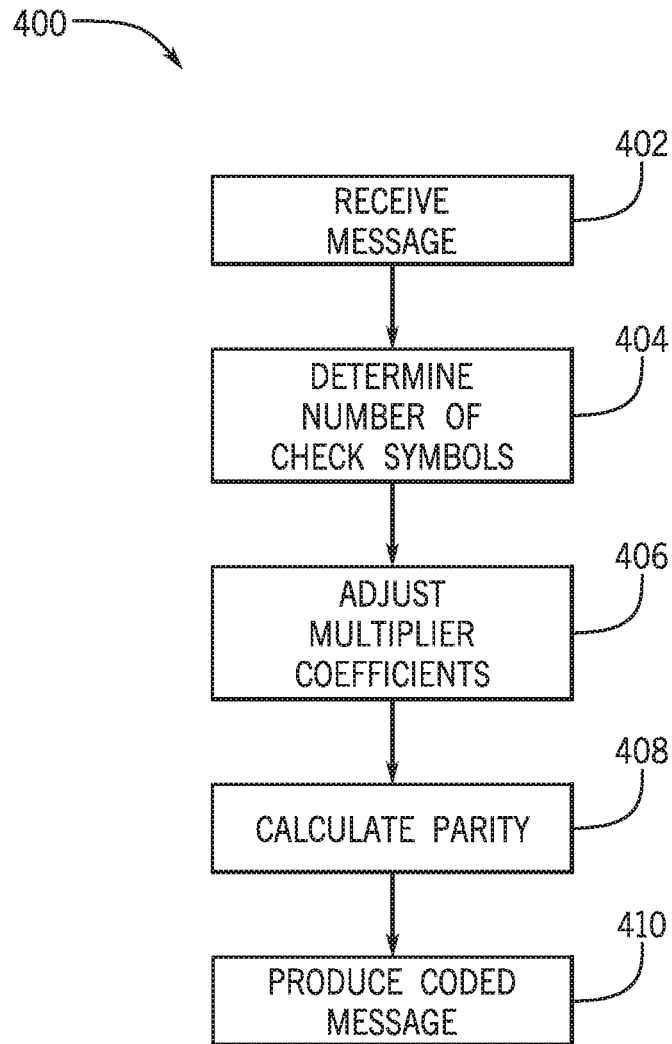 400
402
RECEIVE
MESSAGE
404
DETERMINE
NUMBER OF
CHECK SYMBOLS
406
ADJUST
MULTIPLIER
COEFFICIENTS
408
CALCULATE PARITY
410
PRODUCE CODED
MESSAGE